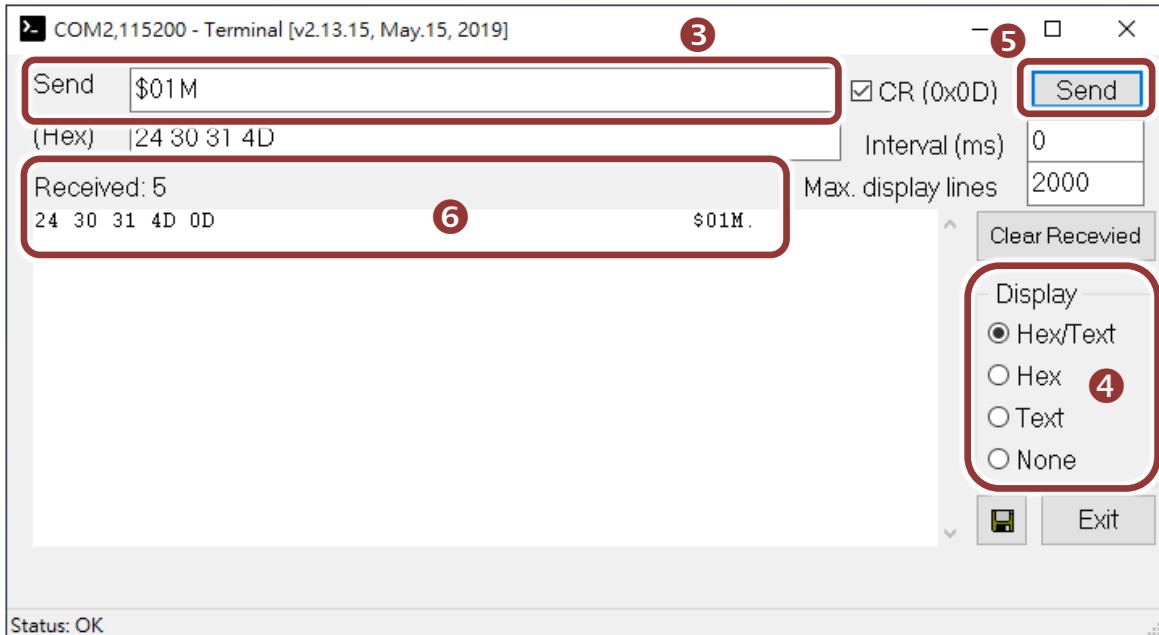 COM2,115200 - Terminal [v2.13.15, May.15, 2019]
3
5
Send $01M CR (0x0D) Send
(Hex) 24 30 31 4D Interval (ms) 0
Received: 5 Max. display lines 2000
24 30 31 4D 0D $01M.
6
Clear Recevied
Display
Hex/Text
Hex
4
Text
None
Exit
Status: OK